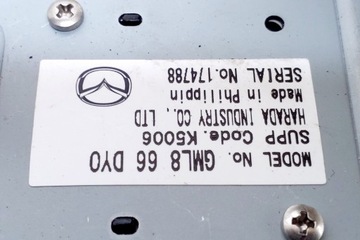 MODEL No. GML8 66 DY0
SUPP Code. K5006
HARADA INDUSTRY CO., LTD
Made in Philippin
SERIAL No.174788